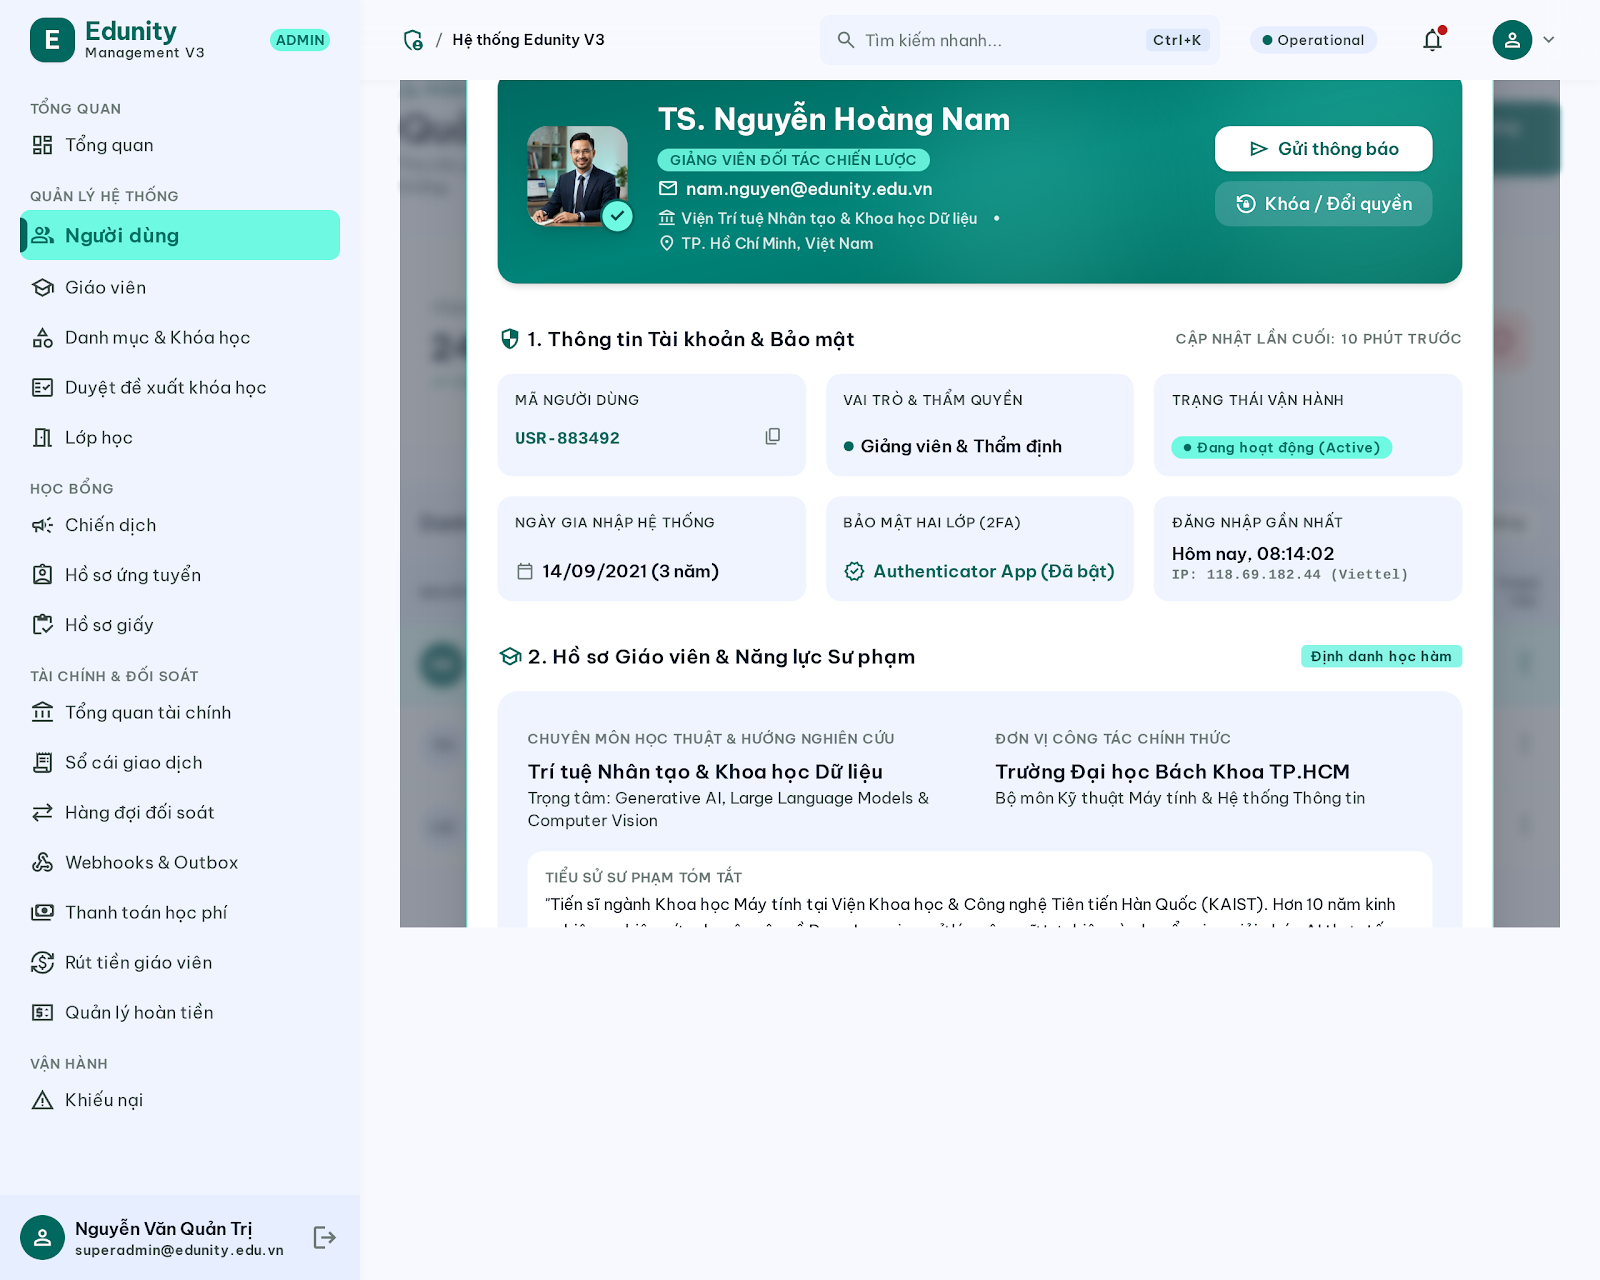 E
Edunity
Management V3
ADMIN
TỔNG QUAN
Tổng quan
QUẢN LÝ HỆ THỐNG
Người dùng
Giáo viên
Danh mục & Khóa học
Duyệt đề xuất khóa học
Lớp học
HỌC BỔNG
Chiến dịch
Hồ sơ ứng tuyển
Hồ sơ giấy
TÀI CHÍNH & ĐỐI SOÁT
Tổng quan tài chính
Sổ cái giao dịch
Hàng đợi đối soát
Webhooks & Outbox
Thanh toán học phí
Rút tiền giáo viên
Quản lý hoàn tiền
VẬN HÀNH
Khiếu nại
Nguyễn Văn Quản Trị
superadmin@edunity.edu.vn
/ Hệ thống Edunity V3
Tìm kiếm nhanh...
Ctrl+K
Operational
TS. Nguyễn Hoàng Nam
GIẢNG VIÊN ĐỐI TÁC CHIẾN LƯỢC
nam.nguyen@edunity.edu.vn
Viện Trí tuệ Nhân tạo & Khoa học Dữ liệu •
TP. Hồ Chí Minh, Việt Nam
Gửi thông báo
Khóa / Đổi quyền
1. Thông tin Tài khoản & Bảo mật
CẬP NHẬT LẦN CUỐI: 10 PHÚT TRƯỚC
MÃ NGƯỜI DÙNG
USR-883492
VAI TRÒ & THẨM QUYỀN
Giảng viên & Thẩm định
TRẠNG THÁI VẬN HÀNH
Đang hoạt động (Active)
NGÀY GIA NHẬP HỆ THỐNG
14/09/2021 (3 năm)
BẢO MẬT HAI LỚP (2FA)
Authenticator App (Đã bật)
ĐĂNG NHẬP GẦN NHẤT
Hôm nay, 08:14:02
IP: 118.69.182.44 (Viettel)
2. Hồ sơ Giáo viên & Năng lực Sư phạm
Định danh học hàm
CHUYÊN MÔN HỌC THUẬT & HƯỚNG NGHIÊN CỨU
Trí tuệ Nhân tạo & Khoa học Dữ liệu
Trọng tâm: Generative AI, Large Language Models &
Computer Vision
ĐƠN VỊ CÔNG TÁC CHÍNH THỨC
Trường Đại học Bách Khoa TP.HCM
Bộ môn Kỹ thuật Máy tính & Hệ thống Thông tin
TIỂU SỬ SƯ PHẠM TÓM TẮT
"Tiến sĩ ngành Khoa học Máy tính tại Viện Khoa học & Công nghệ Tiên tiến Hàn Quốc (KAIST). Hơn 10 năm kinh